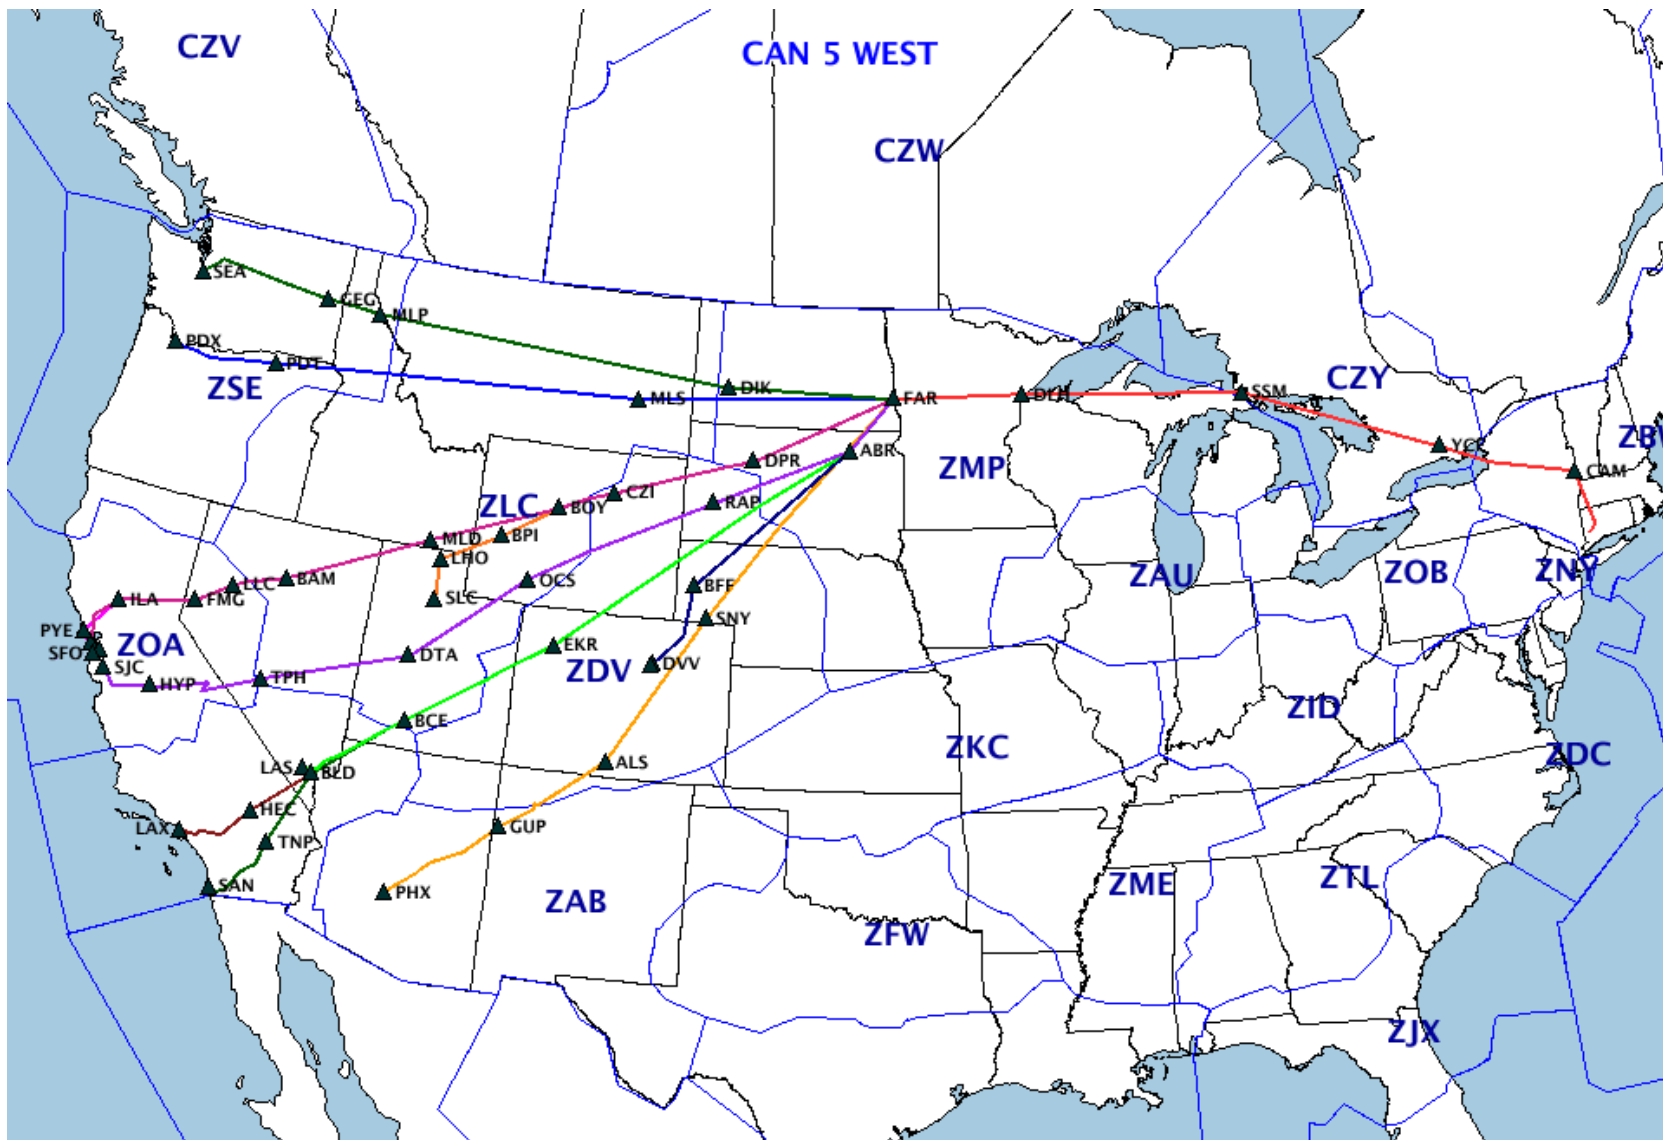 CZV
CAN 5 WEST
CZW
SEA
GEG
MLP
PDX
PDT
ZSE
MLS
DIK
FAR
DLH
SSM
CZY
ABR
DPR
ZMP
YCF
CAM
ZBW
ZLC
BOY
CZI
RAP
MLD
BPI
LHO
OCS
BFF
ZAU
ZOB
ZNY
ILA
FMG
LLC
BAM
SLC
SNY
PYE
SFO
ZOA
SJC
HYP
TPH
DTA
EKR
ZDV
DVV
BCE
ZID
ZKC
ZDC
LAS
BLD
ALS
HEC
LAX
TNP
GUP
SAN
PHX
ZAB
ZME
ZTL
ZFW
ZJX